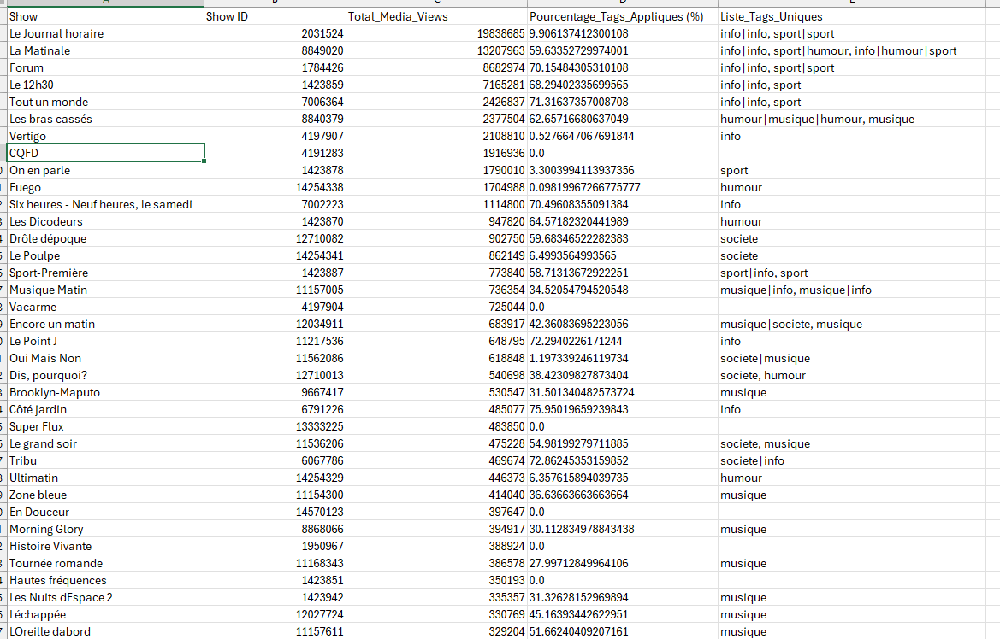 Show Show ID Total_Media_Views Pourcentage_Tags_Appliques (%) Liste_Tags_Uniques
Le Journal horaire 2031524 19838685 9.906137412300108 info|info, sport|sport
La Matinale 8849020 13207963 59.63352729974001 info|info, sport|humour, info|humour|sport
Forum 1784426 8682974 70.15484305310108 info|info, sport|sport
Le 12h30 1423859 7165281 68.29402335699565 info|info, sport
Tout un monde 7006364 2426837 71.31637357008708 info|info, sport
Les bras cassés 8840379 2377504 62.65716680637049 humour|musique|humour, musique
Vertigo 4197907 2108810 0.5276647067691844 info
CQFD 4191283 1916936 0.0
On en parle 1423878 1790010 3.3003994113937356 sport
Fuego 14254338 1704988 0.09819967266775777 humour
Six heures - Neuf heures, le samedi 7002223 1114800 70.49608355091384 info
Les Dicodeurs 1423870 947820 64.57182320441989 humour
Drôle dépoque 12710082 902750 59.68346522282383 societe
Le Poulpe 14254341 862149 6.4993564993565 societe
Sport-Première 1423887 773840 58.71313672922251 sport|info, sport
Musique Matin 11157005 736354 34.52054794520548 musique|info, musique|info
Vacarme 4197904 725044 0.0
Encore un matin 12034911 683917 42.36083695223056 musique|societe, musique
Le Point J 11217536 648795 72.2940226171244 info
Oui Mais Non 11562086 618848 1.197339246119734 societe|musique
Dis, pourquoi? 12710013 540698 38.42309827873404 societe, humour
Brooklyn-Maputo 9667417 530547 31.501340482573724 musique
Côté jardin 6791226 485077 75.95019659239843 info
Super Flux 13333225 483850 0.0
Le grand soir 11536206 475228 54.98199279711885 societe, musique
Tribu 6067786 469674 72.86245353159852 societe|info
Ultimatin 14254329 446373 6.357615894039735 humour
Zone bleue 11154300 414040 36.63663663663664 musique
En Douceur 14570123 397647 0.0
Morning Glory 8868066 394917 30.112834978843438 musique
Histoire Vivante 1950967 388924 0.0
Tournée romande 11168343 386578 27.99712849964106 musique
Hautes fréquences 1423851 350193 0.0
Les Nuits dEspace 2 1423942 335357 31.32628152969894 musique
Léchappée 12027724 330769 45.16393442622951 musique
LOreille dabord 11157611 329204 51.66240409207161 musique